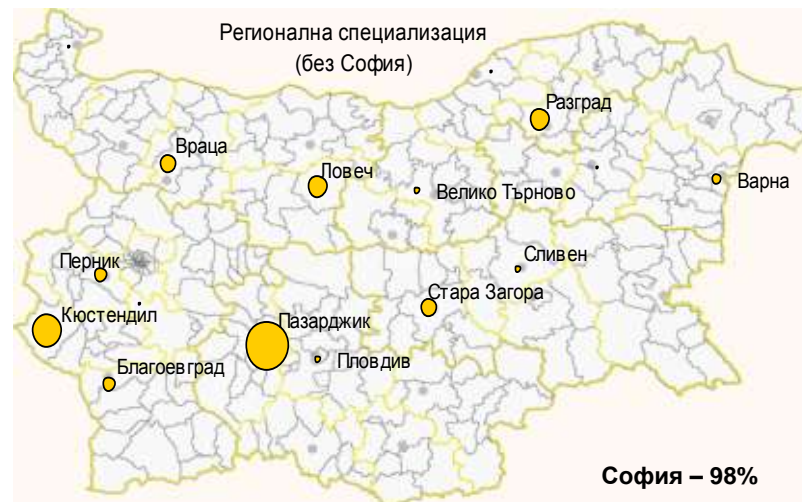 Регионална специализация
(без София)
Разград
Враца
Ловеч
Велико Търново
Варна
Перник
Сливен
Кюстендил
Стара Загора
Пазарджик
Благоевград
Пловдив
София – 98%